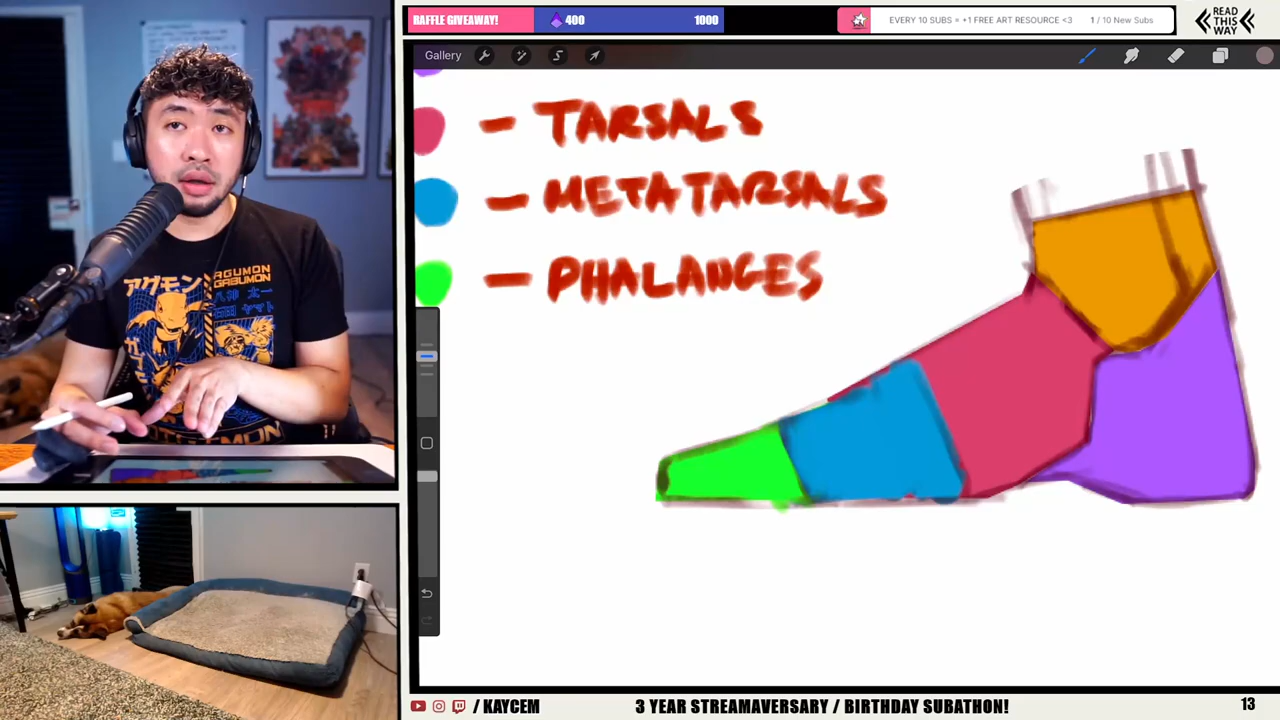 RAFFLE GIVEAWAY! 400 1000
EVERY 10 SUBS = +1 FREE ART RESOURCE <3 1 / 10 New Subs
READ
THIS
WAY
Gallery
- TARSALS
- METATARSALS
- PHALANGES
アグモン
AGUMON
GABUMON
/ KAYCEM 3 YEAR STREAMAVERSARY / BIRTHDAY SUBATHON! 13